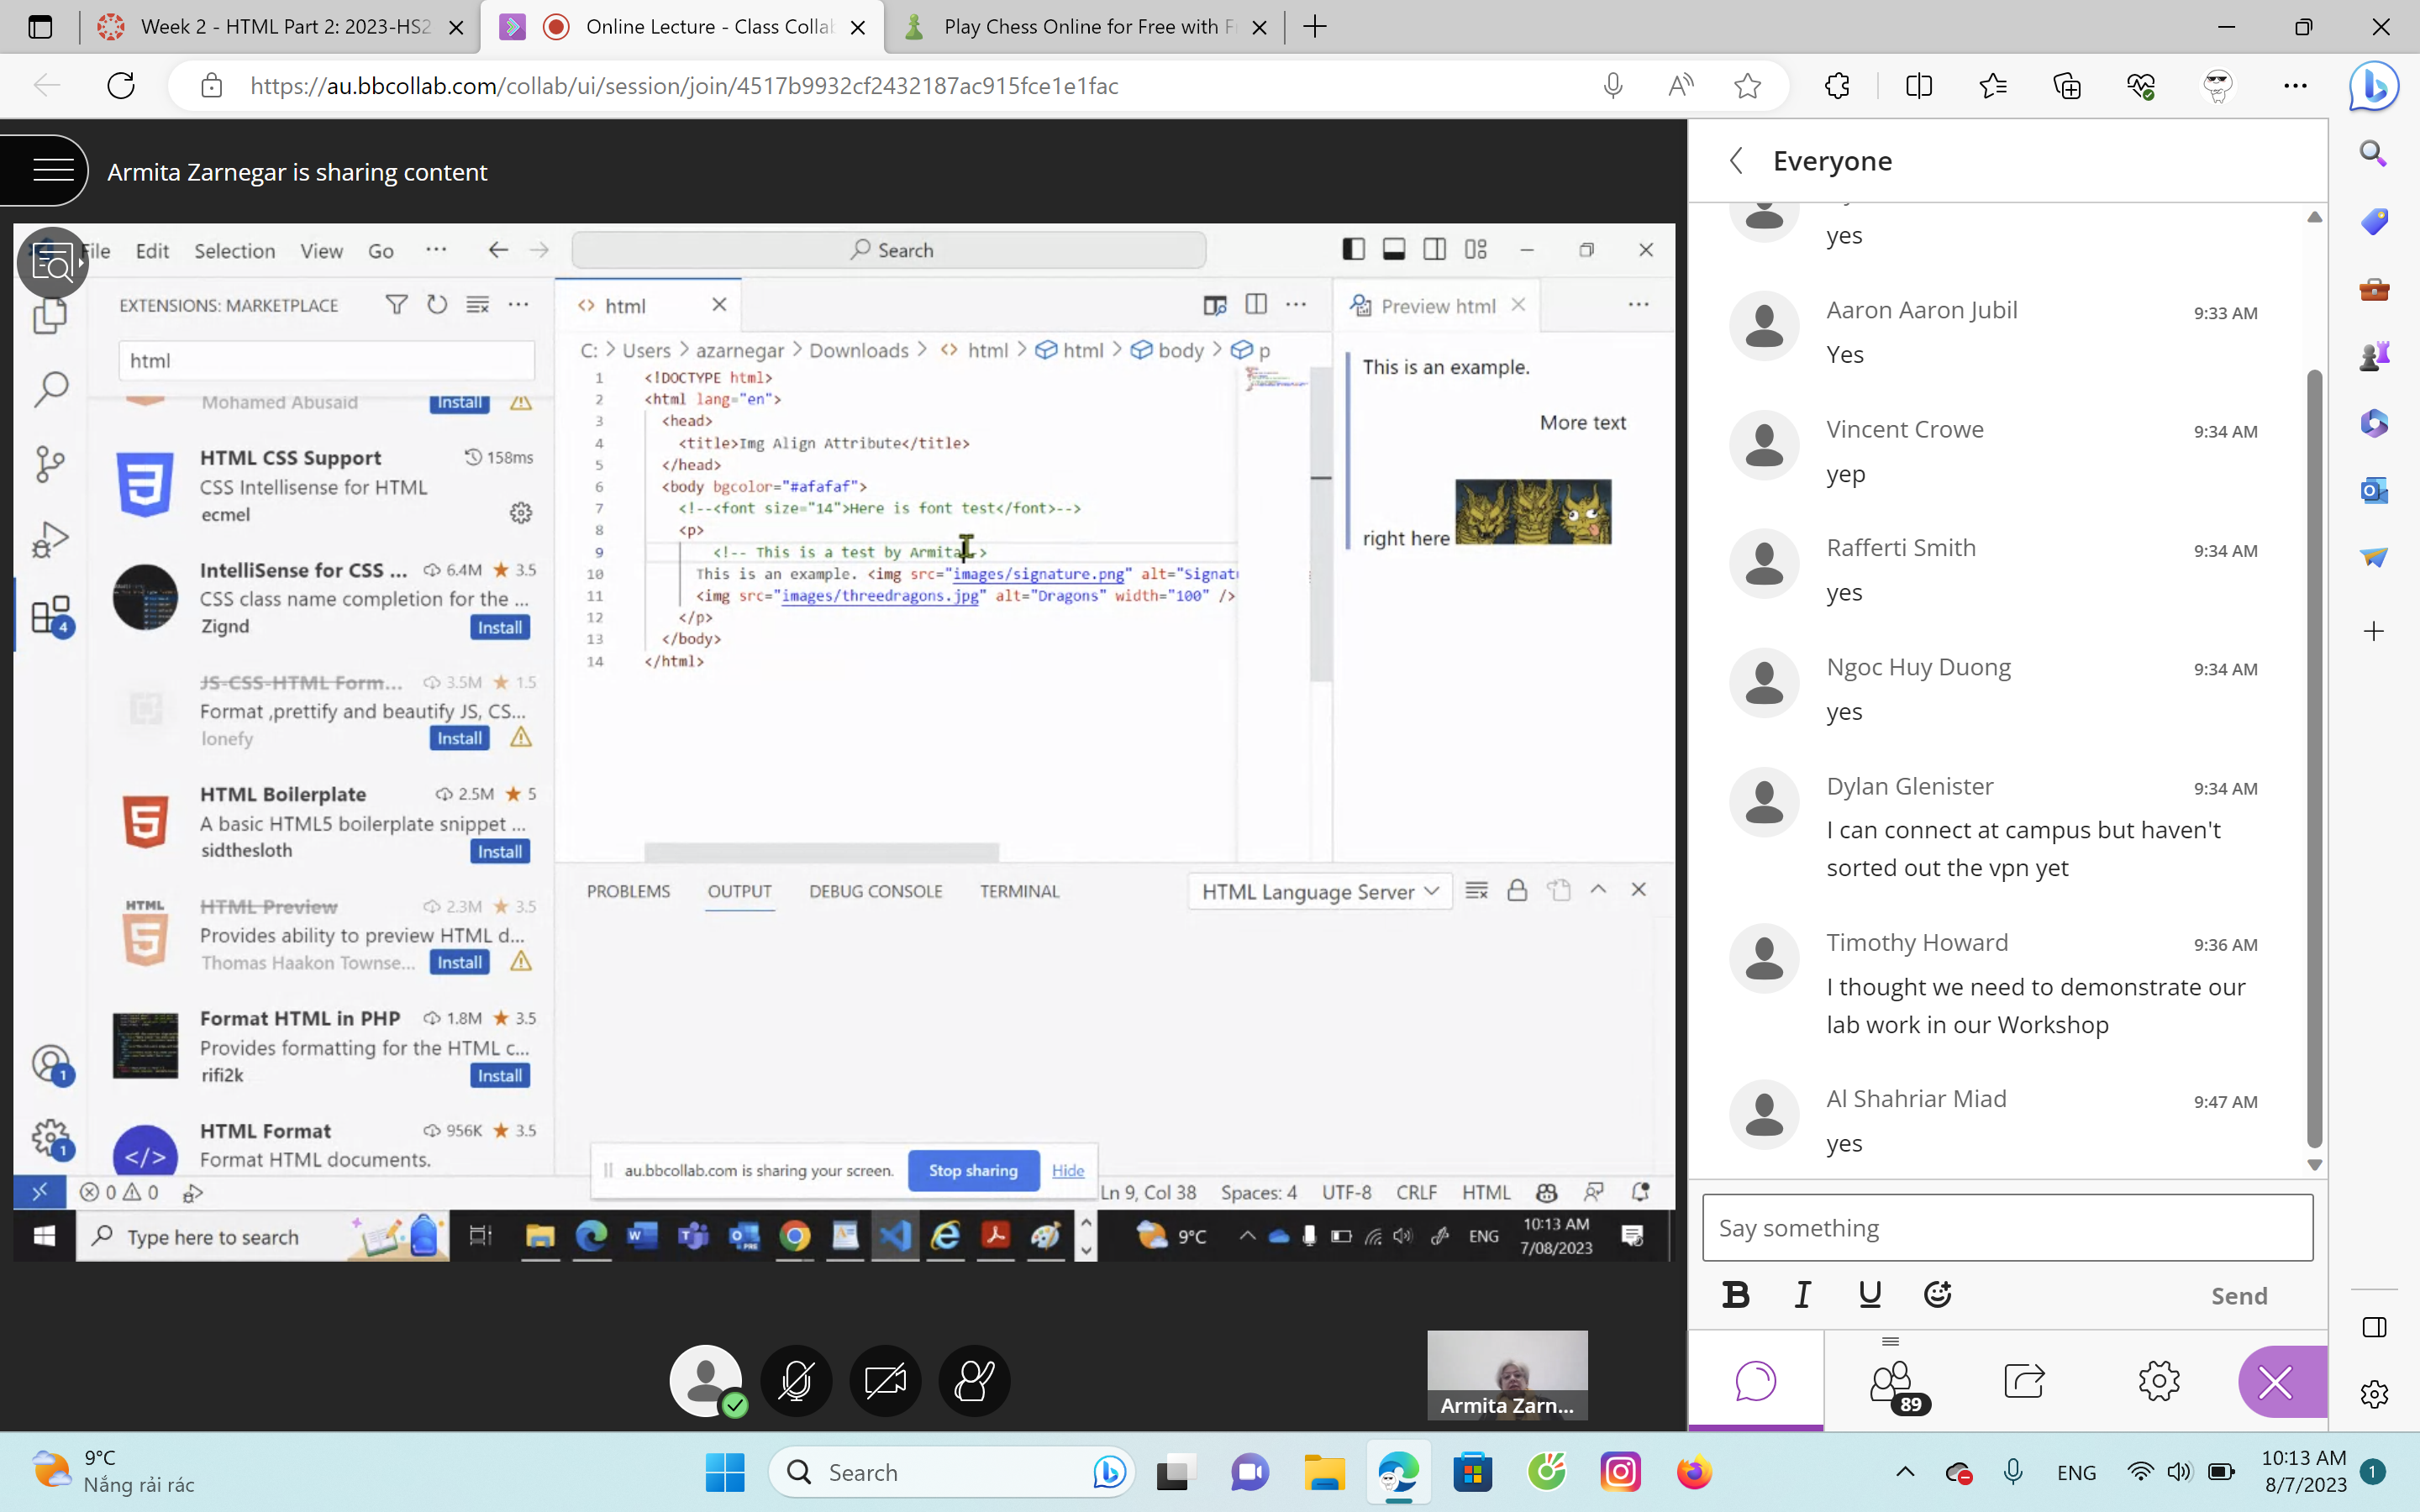 Week 2 - HTML Part 2: 2023-HS2
Online Lecture - Class Colla
Play Chess Online for Free with F
https://au.bbcollab.com/collab/ui/session/join/4517b9932cf2432187ac915fce1e1fac
Armita Zarnegar is sharing content
File Edit Selection View Go ··· Search
EXTENSIONS: MARKETPLACE
html
Mohamed Abusaid Install
HTML CSS Support 158ms
CSS Intellisense for HTML
ecmel
IntelliSense for CSS ... 6.4M ★ 3.5
CSS class name completion for the ...
Zignd Install
JS-CSS-HTML Form... 3.5M ★ 1.5
Format ,prettify and beautify JS, CS...
lonefy Install
HTML Boilerplate 2.5M ★ 5
A basic HTML5 boilerplate snippet ...
sidthesloth Install
HTML
HTML Preview 2.3M ★ 3.5
Provides ability to preview HTML d...
Thomas Haakon Townse... Install
Format HTML in PHP 1.8M ★ 3.5
Provides formatting for the HTML c...
rifi2k Install
HTML Format 956K ★ 3.5
Format HTML documents.
4
1
1
html
C: > Users > azarnegar > Downloads > html > html > body > p
1 <!DOCTYPE html>
2 <html lang="en">
3 <head>
4 <title>Img Align Attribute</title>
5 </head>
6 <body bgcolor="#afafaf">
7 <!--<font size="14">Here is font test</font>-->
8 <p>
9 <!-- This is a test by Armita >
10 This is an example. <img src="images/signature.png" alt="Signat
11 <img src="images/threedragons.jpg" alt="Dragons" width="100" />
12 </p>
13 </body>
14 </html>
Preview html
This is an example.
More text
right here
PROBLEMS OUTPUT DEBUG CONSOLE TERMINAL HTML Language Server
au.bbcollab.com is sharing your screen. Stop sharing Hide
0 0 Ln 9, Col 38 Spaces: 4 UTF-8 CRLF HTML
Type here to search 9°C ENG 10:13 AM
7/08/2023
Armita Zarn...
Everyone
yes
Aaron Aaron Jubil 9:33 AM
Yes
Vincent Crowe 9:34 AM
yep
Rafferti Smith 9:34 AM
yes
Ngoc Huy Duong 9:34 AM
yes
Dylan Glenister 9:34 AM
I can connect at campus but haven't
sorted out the vpn yet
Timothy Howard 9:36 AM
I thought we need to demonstrate our
lab work in our Workshop
Al Shahriar Miad 9:47 AM
yes
Say something
B I U Send
89
9°C
Nắng rải rác
Search
ENG 10:13 AM
8/7/2023 1